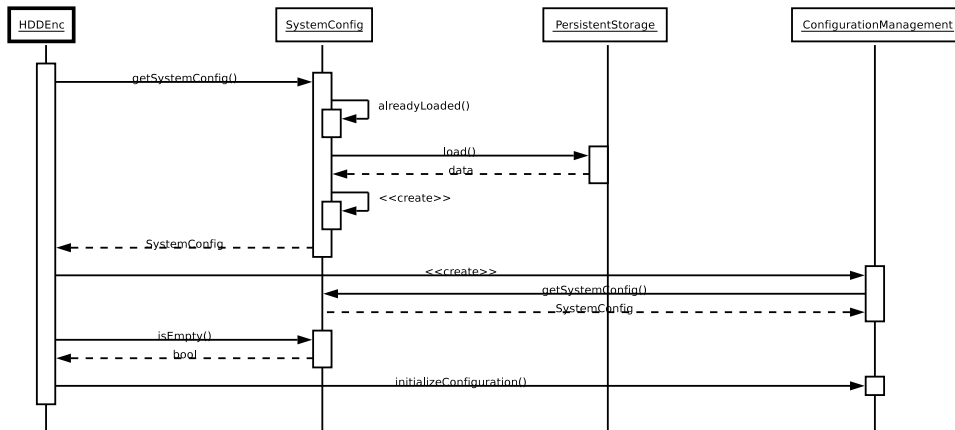 HDDEnc
SystemConfig
PersistentStorage
ConfigurationManagement
getSystemConfig()
alreadyLoaded()
load()
data
<<create>>
SystemConfig
<<create>>
getSystemConfig()
SystemConfig
isEmpty()
bool
initializeConfiguration()